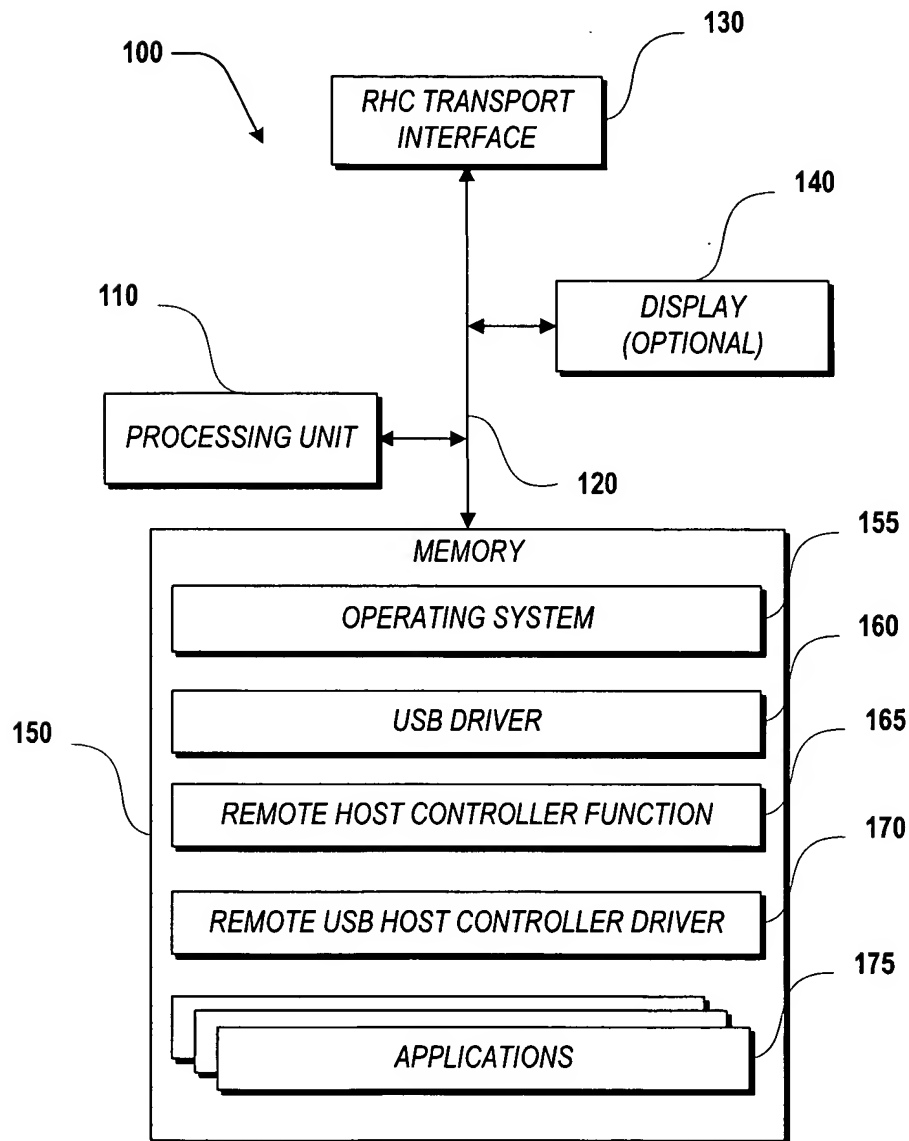 130
100
RHC TRANSPORT
INTERFACE
140
110
DISPLAY
(OPTIONAL)
PROCESSING UNIT
120
155
MEMORY
OPERATING SYSTEM
160
USB DRIVER
150
165
REMOTE HOST CONTROLLER FUNCTION
170
REMOTE USB HOST CONTROLLER DRIVER
175
APPLICATIONS